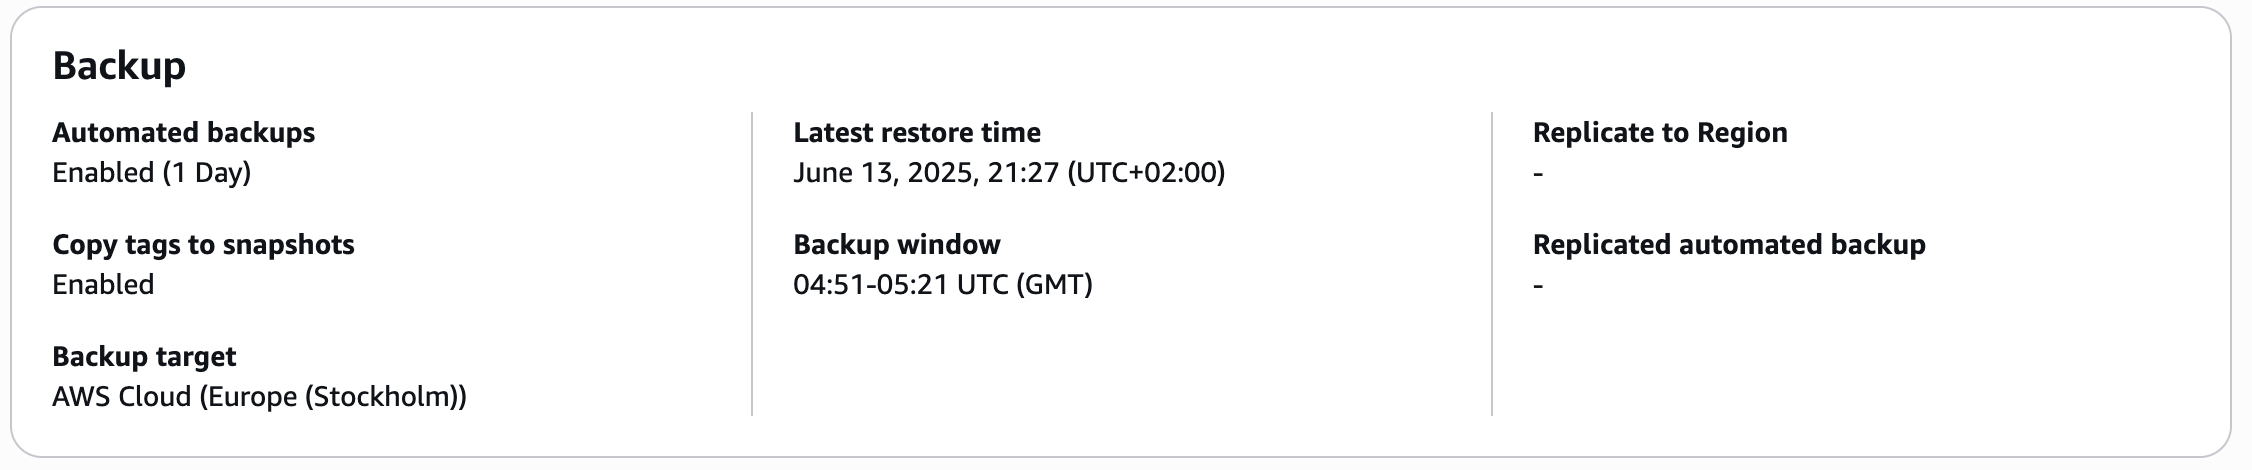 Backup
Automated backups
Enabled (1 Day)
Copy tags to snapshots
Enabled
Backup target
AWS Cloud (Europe (Stockholm))
Latest restore time
June 13, 2025, 21:27 (UTC+02:00)
Backup window
04:51-05:21 UTC (GMT)
Replicate to Region
-
Replicated automated backup
-